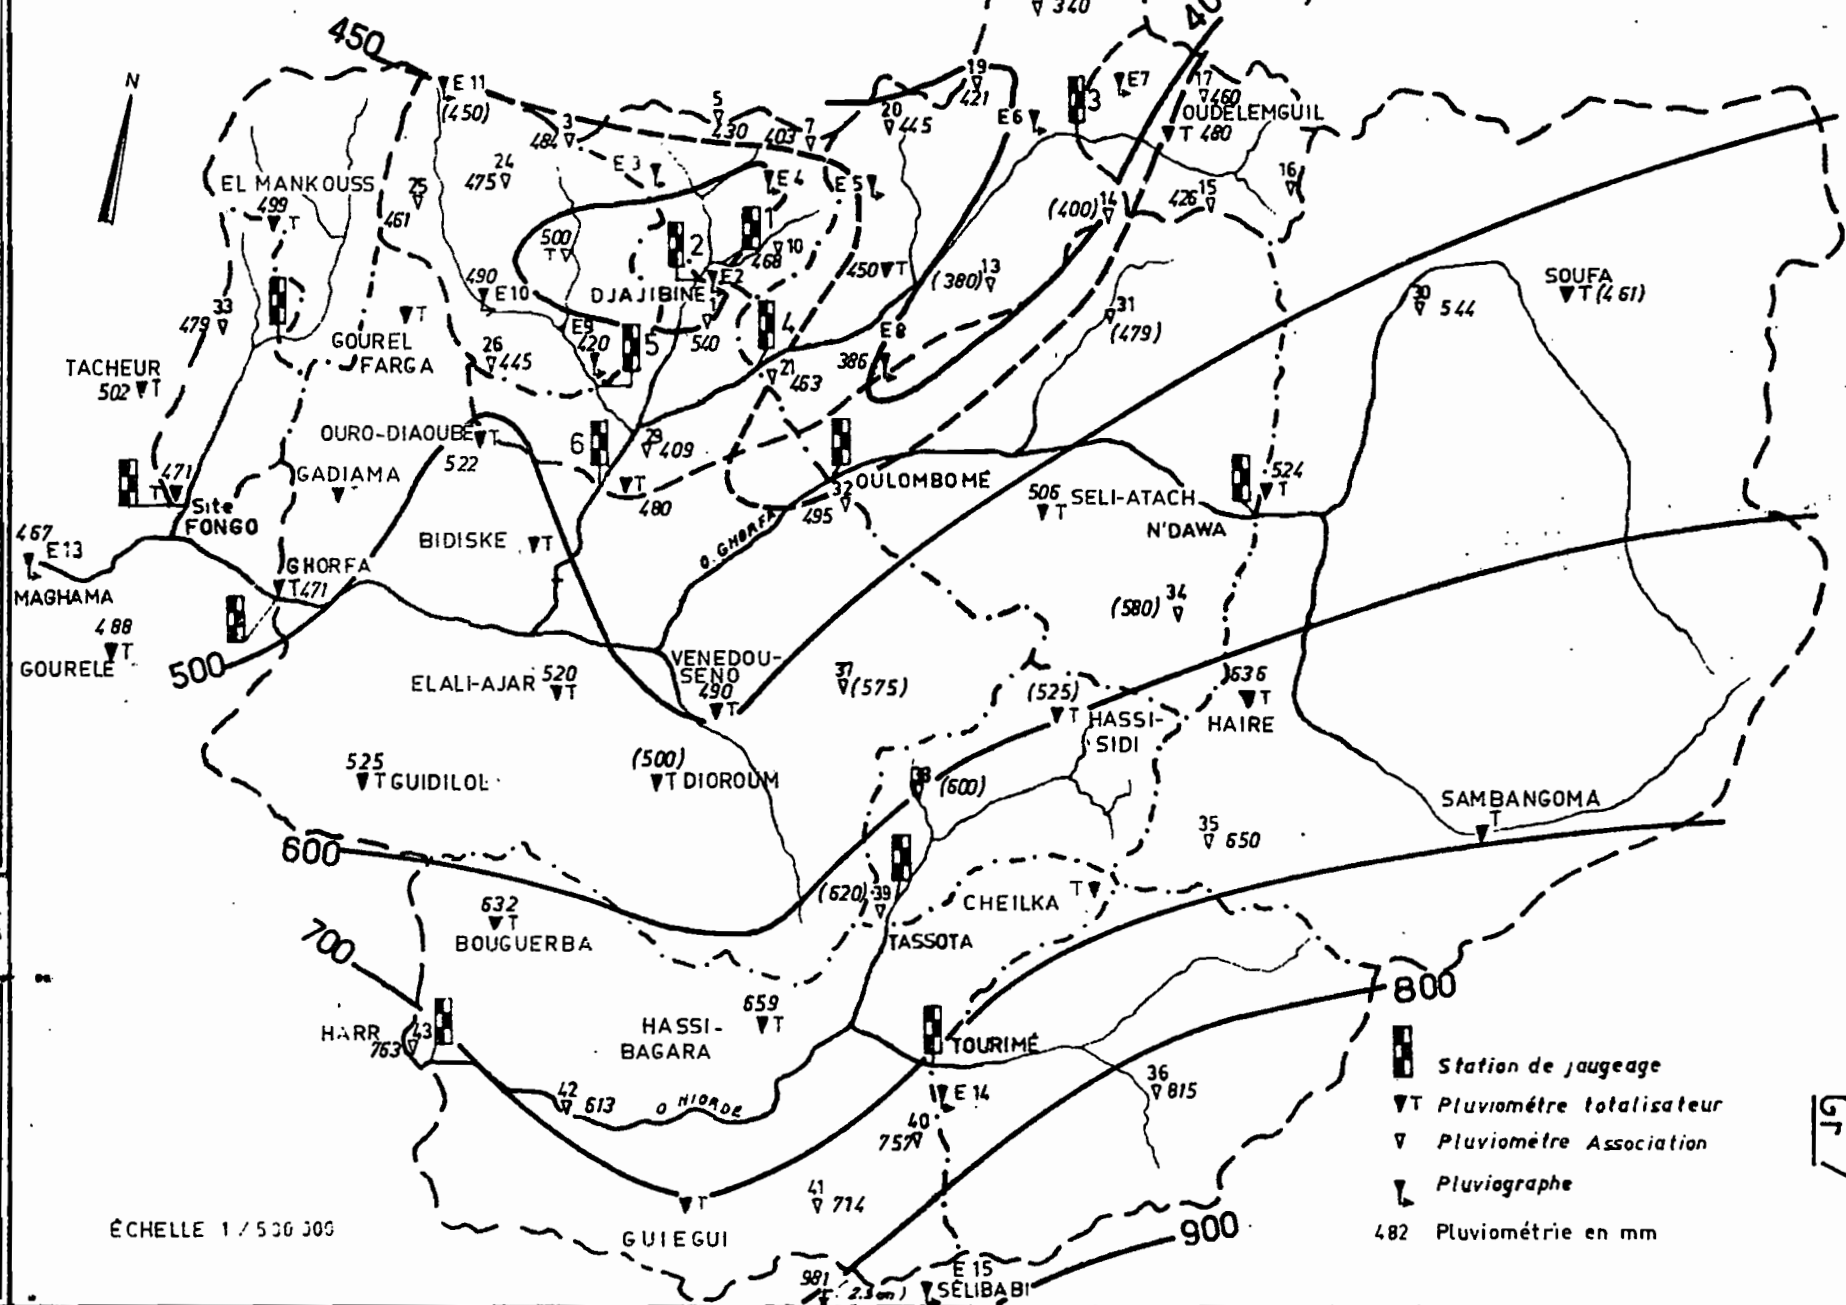 340
450
40
N
E 11
(450)
5
430
3
484
403
7
19
421
20
445
E6
3
E7
17
460
OUDELEMGUIL
T 480
24
475
E 3
E4
E5
EL MANKOUSS
499
T
25
461
16
15
426
(400)
14
500
T
2
1
10
468
450
T
(380)
13
490
E10
DJAJIBINE
E2
1
540
33
479
T
GOUREL
FARGA
26
445
E9
420
5
4
21
463
E8
386
31
(479)
30
544
SOUFA
T (461)
TACHEUR
502
T
OURO-DIAOUBE
T
522
6
29
409
GADIAMA
T
T
480
OULOMBOME
32
495
471
T
Site
FONGO
506
T
SELI-ATACH
524
T
N'DAWA
467
E13
MAGHAMA
BIDISKE
T
O. GHORFA
GHORFA
T 471
488
T
GOURELE
500
(580)
34
ELALI-AJAR
520
T
VENEDOU-
SENO
490
T
37
(575)
(525)
T
HASSI-
SIDI
636
T
HAIRE
525
T GUIDILOL
(500)
T DIOROUM
38
(600)
SAMBANGOMA
T
35
650
600
(620)
39
CHEILKA
T
632
T
BOUGUERBA
TASSOTA
700
HARR
43
763
659
T
HASSI-
BAGARA
TOURIMÉ
800
42
613
O NIORDE
E 14
40
757
36
815
Station de jaugeage
T Pluviométre totalisateur
Pluviomètre Association
Pluviographe
482 Pluviométrie en mm
41
714
T
GUIEGUI
ÉCHELLE 1 / 500 000
900
981
E 15
SÉLIBABI